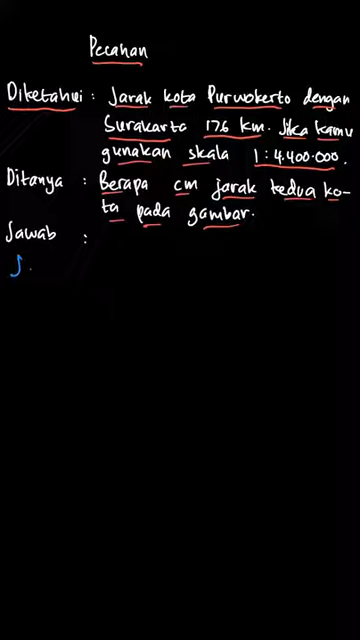 Pecahan
Diketahui : Jarak kota Purwokerto dengan
Surakarta 176 km. Jika kamu
gunakan skala 1 : 4.400.000.
Ditanya : Berapa cm jarak kedua ko-
ta pada gambar.
Jawab :
J.